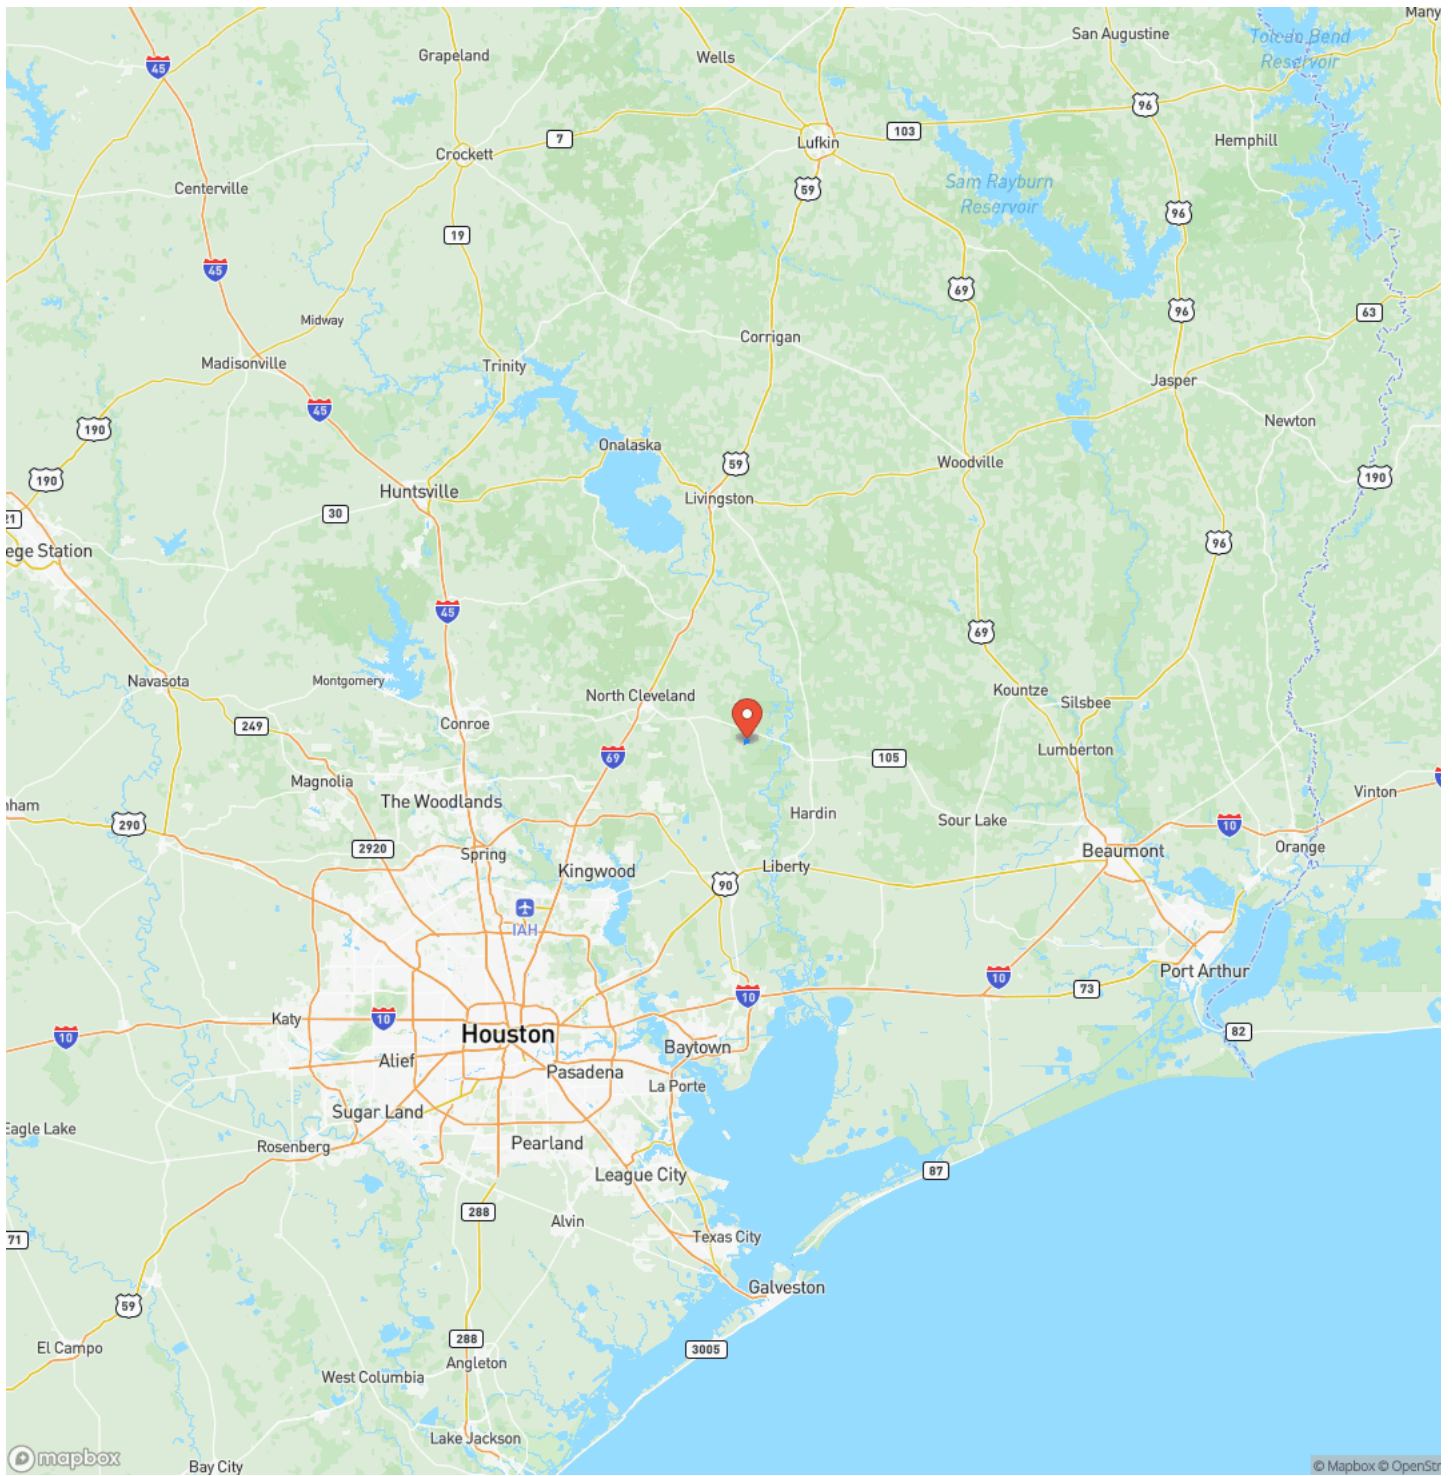 Many
San Augustine
Toledo Bend
Reservoir
Grapeland
Wells
45
96
7
103
Hemphill
Lufkin
Crockett
Centerville
59
Sam Rayburn
Reservoir
96
19
45
69
96
63
Midway
Corrigan
Madisonville
Trinity
Jasper
45
190
Newton
Onalaska
59
Woodville
190
190
Huntsville
Livingston
30
21
96
ege Station
45
69
Navasota
Montgomery
North Cleveland
Kountze
Silsbee
249
Conroe
69
105
Lumberton
Magnolia
The Woodlands
Vinton
nham
290
Hardin
Sour Lake
10
2920
Spring
Beaumont
Orange
Kingwood
Liberty
90
IAH
Port Arthur
10
73
10
Katy
10
10
Houston
82
Baytown
Alief
Pasadena
La Porte
Sugar Land
Eagle Lake
Rosenberg
Pearland
League City
87
288
Alvin
71
Texas City
Galveston
59
288
3005
El Campo
Angleton
West Columbia
Lake Jackson
mapbox
Bay City
© Mapbox © OpenStr